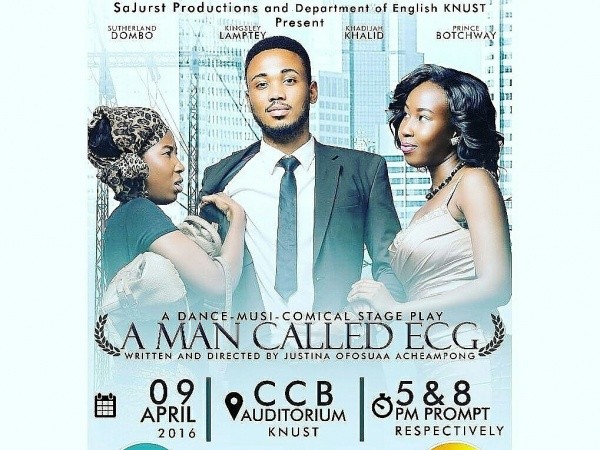 SaJurst Productions and Department of English KNUST
Present
SUTHERLAND DOMBO
KINGSLEY LAMPTEY
KHADIJAH KHALID
PRINCE BOTCHWAY
A DANCE-MUSI-COMICAL STAGE PLAY
A MAN CALLED ECG
WRITTEN AND DIRECTED BY JUSTINA OFOSUAA ACHEAMPONG
09
APRIL
2016
CCB
AUDITORIUM
KNUST
5 & 8
PM PROMPT
RESPECTIVELY